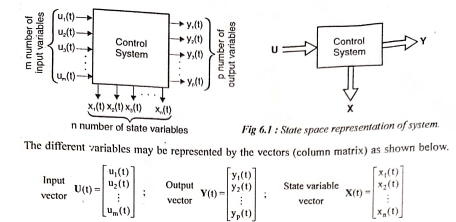 m number of
input variables
u₁(t)
u₂(t)
u₃(t)
uₘ(t)
Control
System
y₁(t)
y₂(t)
y₃(t)
yₚ(t)
p number of
output variables
x₁(t) x₂(t) x₃(t) xₙ(t)
n number of state variables
U
Control
System
Y
X
Fig 6.1 : State space representation of system.
The different variables may be represented by the vectors (column matrix) as shown below.
Input vector U(t) = [u₁(t) u₂(t) ⋮ uₘ(t)] ; Output vector Y(t) = [y₁(t) y₂(t) ⋮ yₚ(t)] ; State variable vector X(t) = [x₁(t) x₂(t) ⋮ xₙ(t)]